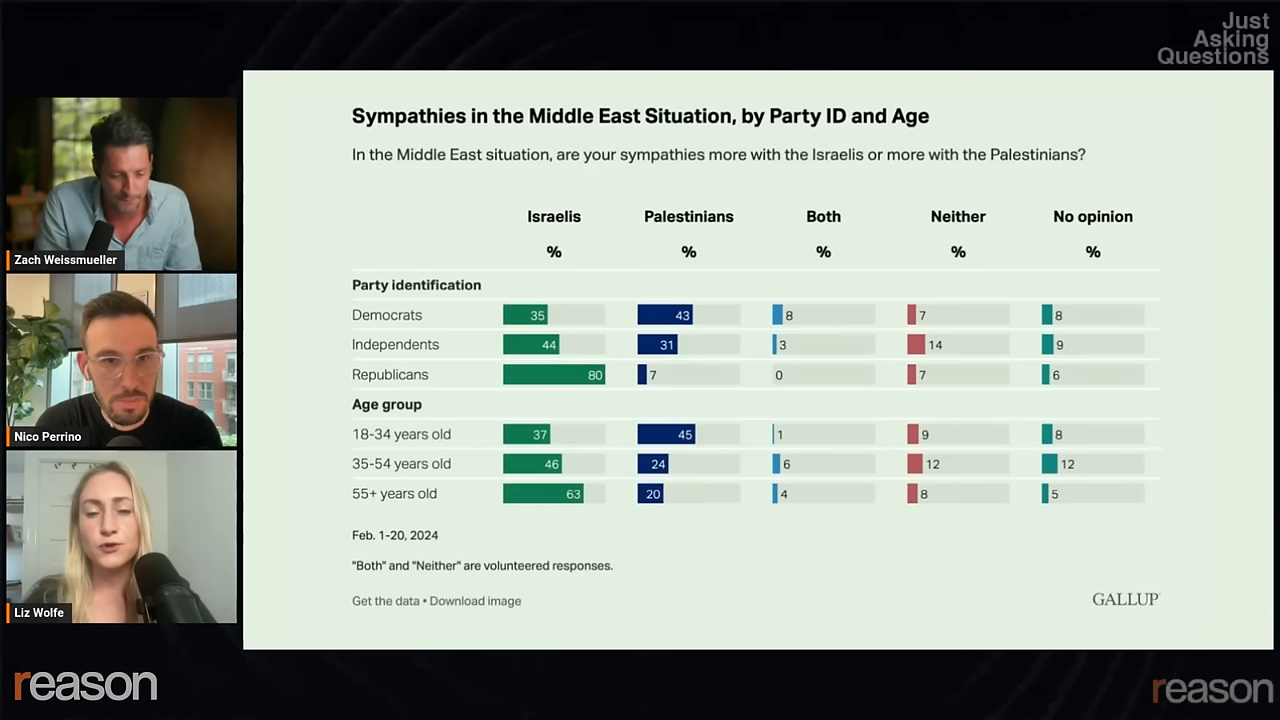 Just
Asking
Questions
Sympathies in the Middle East Situation, by Party ID and Age
In the Middle East situation, are your sympathies more with the Israelis or more with the Palestinians?
Israelis Palestinians Both Neither No opinion
% % % % %
Party identification
Democrats 35 43 8 7 8
Independents 44 31 3 14 9
Republicans 80 7 0 7 6
Age group
18-34 years old 37 45 1 9 8
35-54 years old 46 24 6 12 12
55+ years old 63 20 4 8 5
Feb. 1-20, 2024
"Both" and "Neither" are volunteered responses.
Get the data • Download image
GALLUP
Zach Weissmueller
Nico Perrino
Liz Wolfe
reason
reason